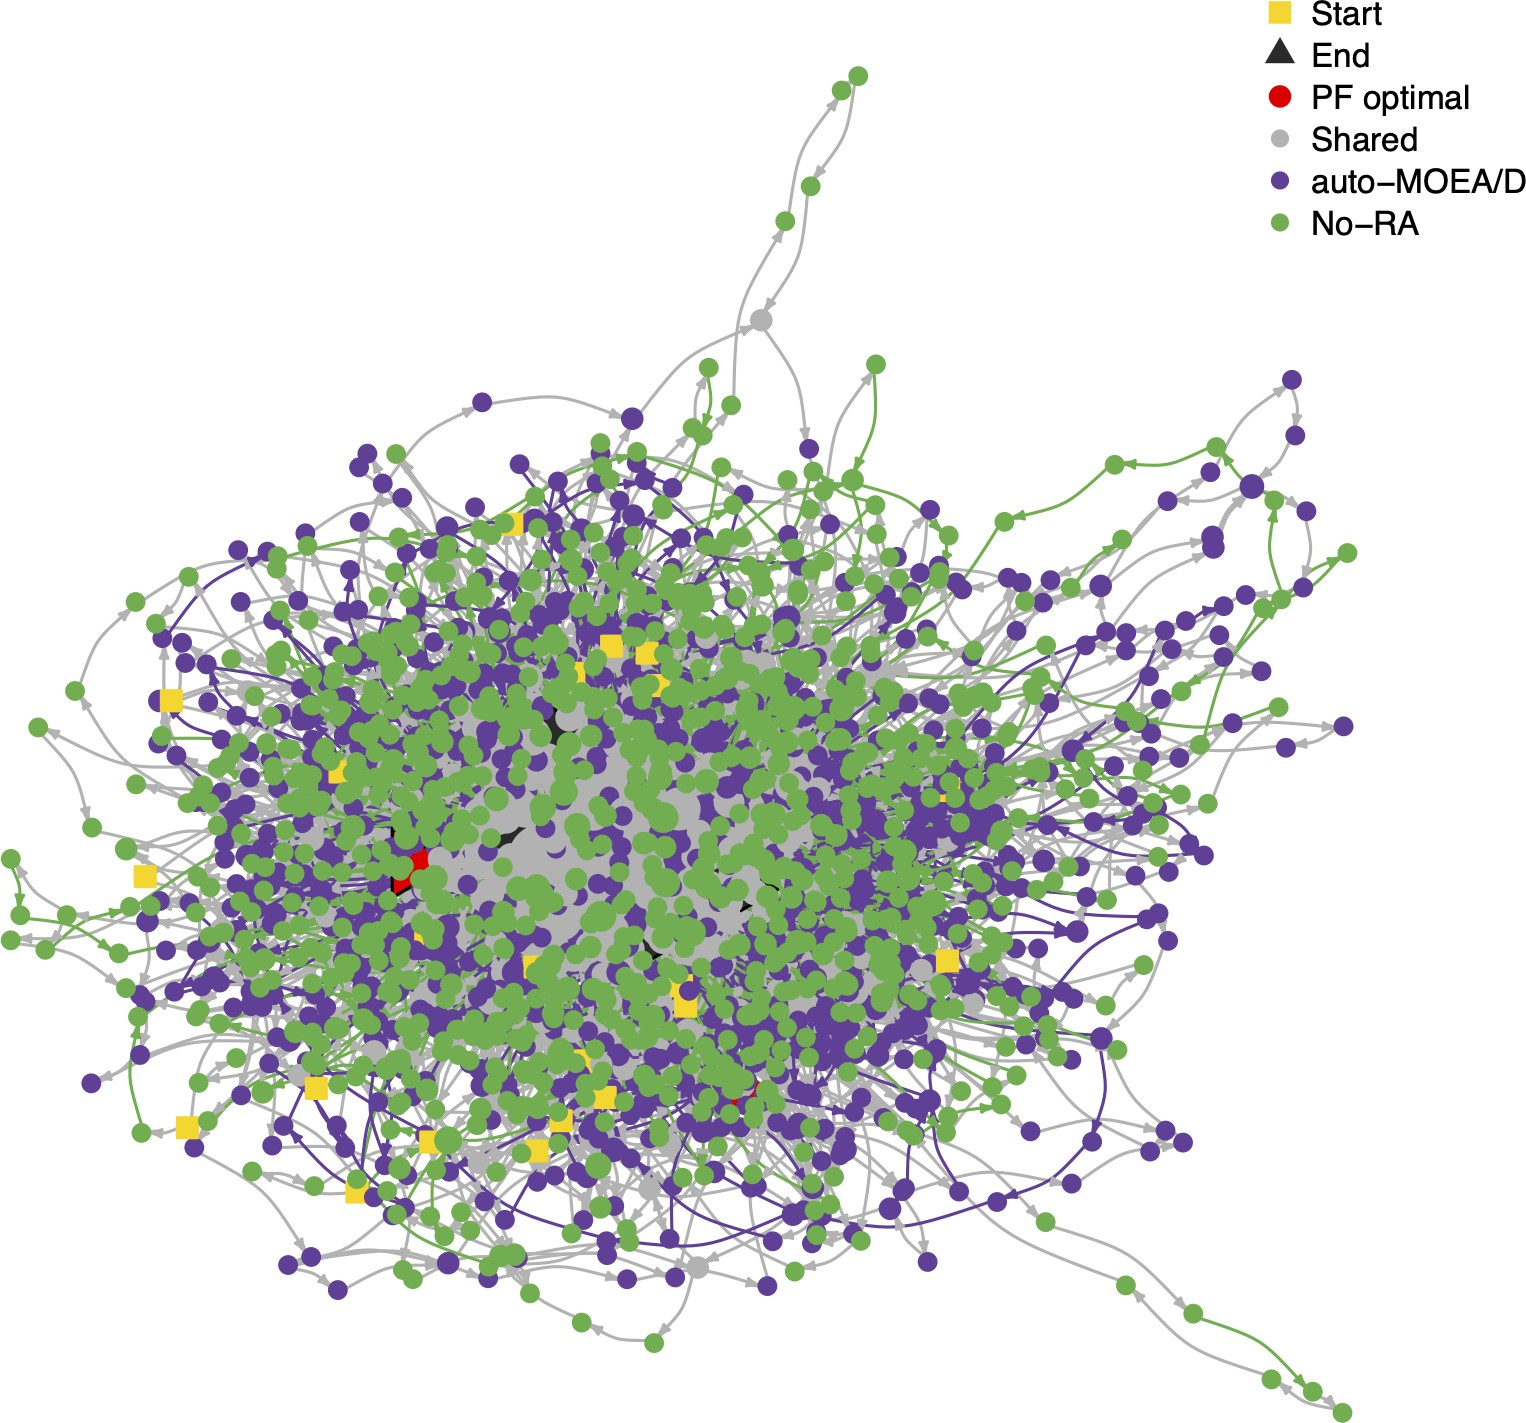 Start
End
PF optimal
Shared
auto−MOEA/D
No−RA